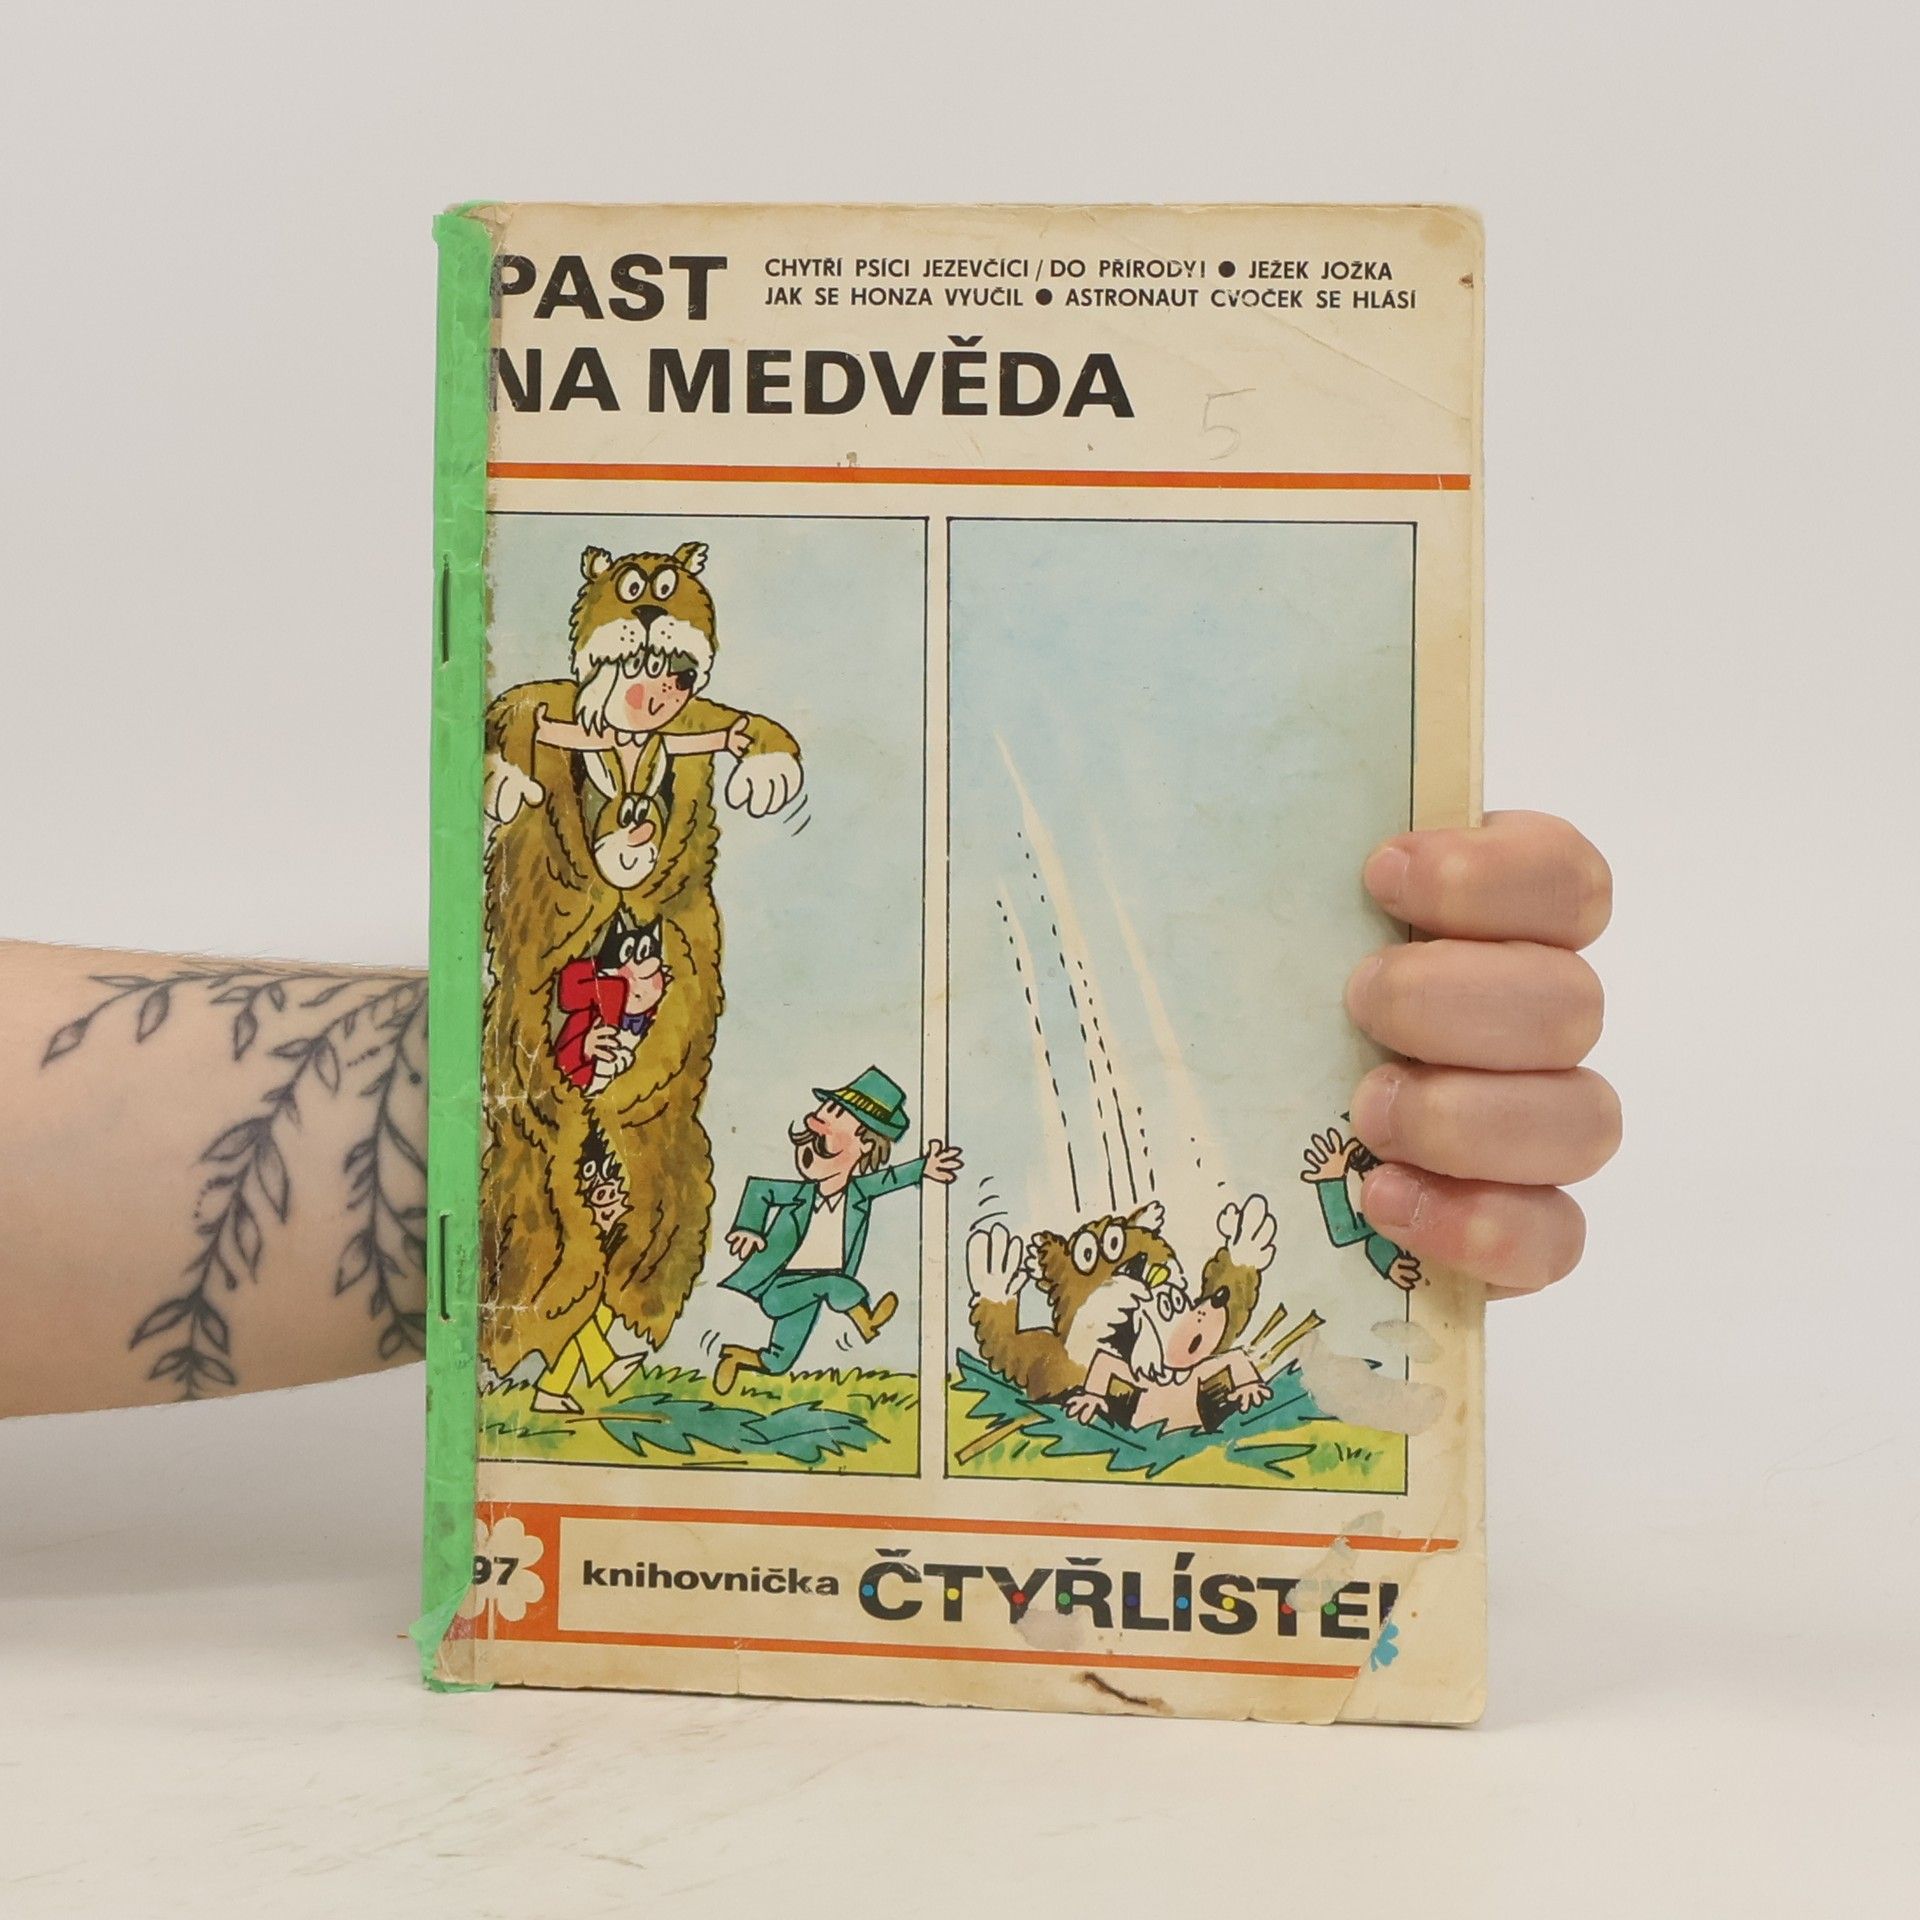 PAST
CHYTŘÍ PSÍCI JEZEVČÍCI / DO PŘÍRODY! ● JEŽEK JOŽKA
JAK SE HONZA VYUČIL ● ASTRONAUT CVOČEK SE HLÁSÍ
NA MEDVĚDA
5
97
knihovnička ČTYŘLÍSTEK